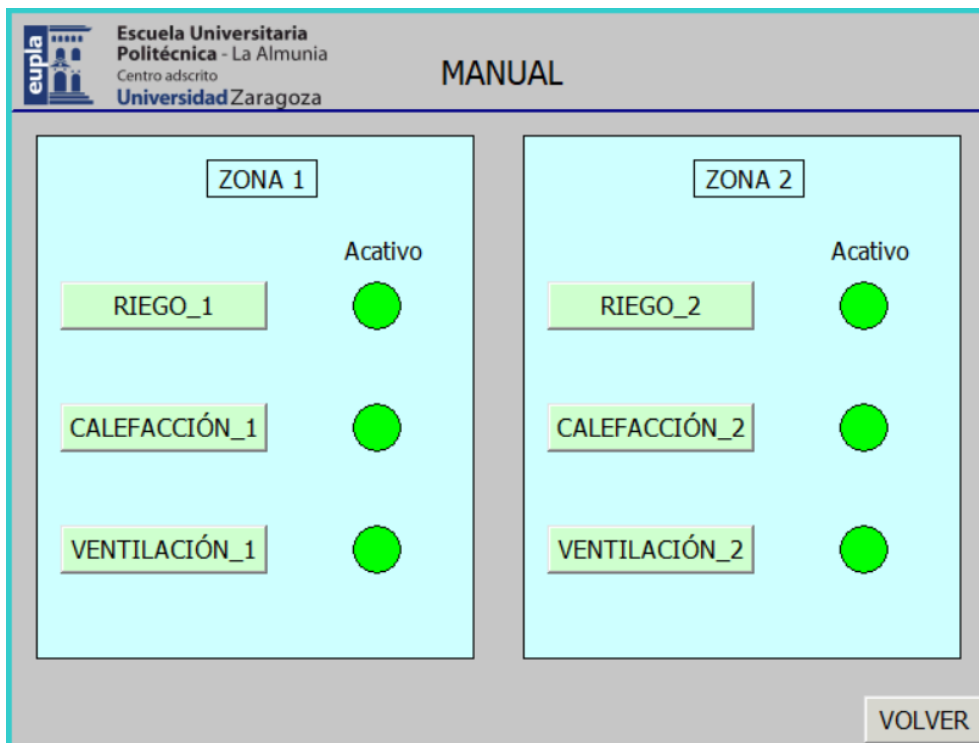 eupla
Escuela Universitaria
Politécnica - La Almunia
Centro adscrito
Universidad Zaragoza
MANUAL
ZONA 1
Acativo
RIEGO_1
CALEFACCIÓN_1
VENTILACIÓN_1
ZONA 2
Acativo
RIEGO_2
CALEFACCIÓN_2
VENTILACIÓN_2
VOLVER